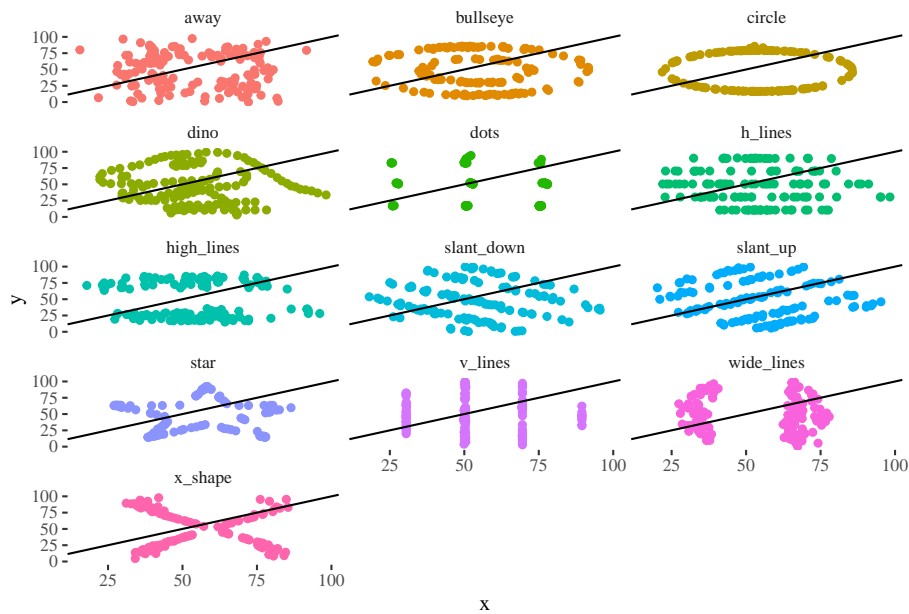 away bullseye circle
100
75
50
25
0
dino dots h_lines
100
75
50
25
0
high_lines slant_down slant_up
100
75
50
25
0
y
star v_lines wide_lines
100
75
50
25
0
25 50 75 100 25 50 75 100
x_shape
100
75
50
25
0
25 50 75 100
x